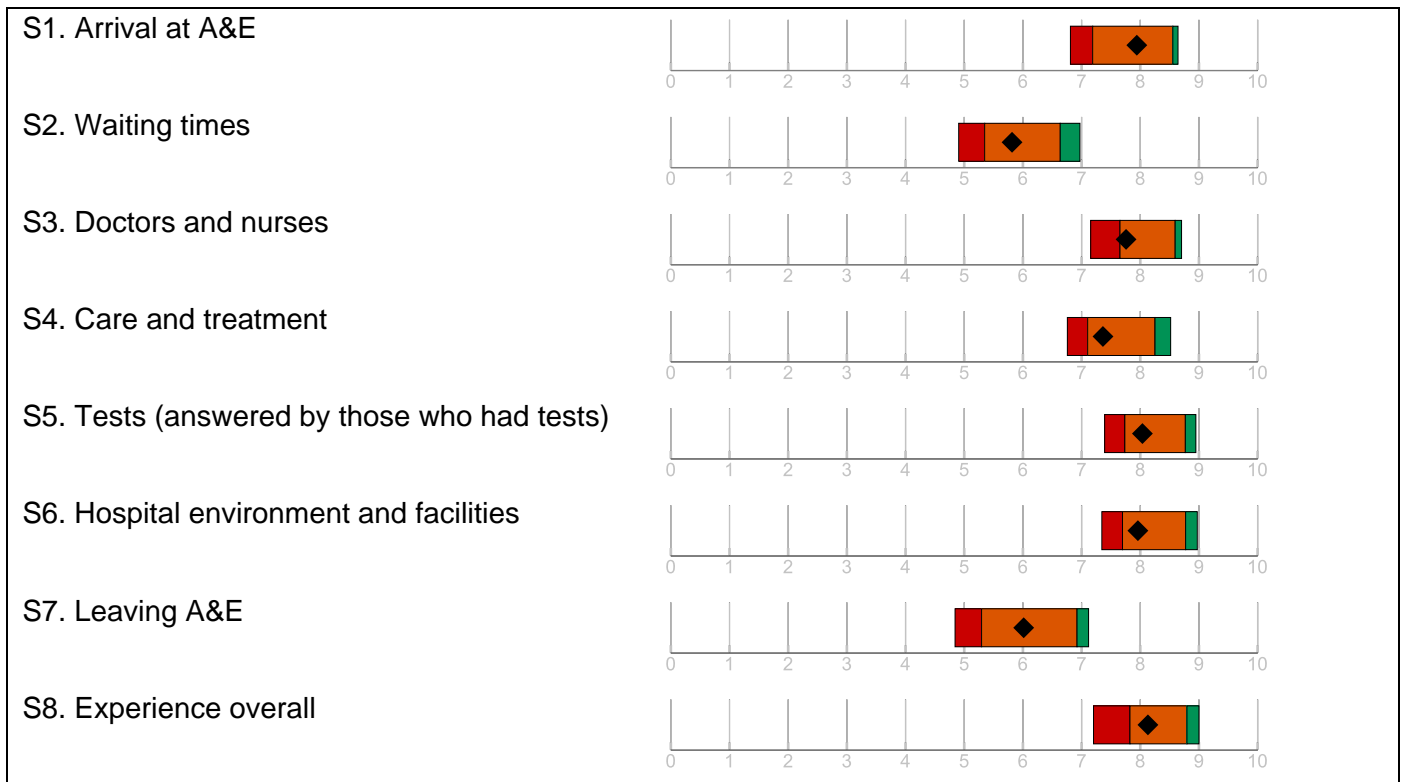 S1. Arrival at A&E
0 1 2 3 4 5 6 7 8 9 10
S2. Waiting times
0 1 2 3 4 5 6 7 8 9 10
S3. Doctors and nurses
0 1 2 3 4 5 6 7 8 9 10
S4. Care and treatment
0 1 2 3 4 5 6 7 8 9 10
S5. Tests (answered by those who had tests)
0 1 2 3 4 5 6 7 8 9 10
S6. Hospital environment and facilities
0 1 2 3 4 5 6 7 8 9 10
S7. Leaving A&E
0 1 2 3 4 5 6 7 8 9 10
S8. Experience overall
0 1 2 3 4 5 6 7 8 9 10